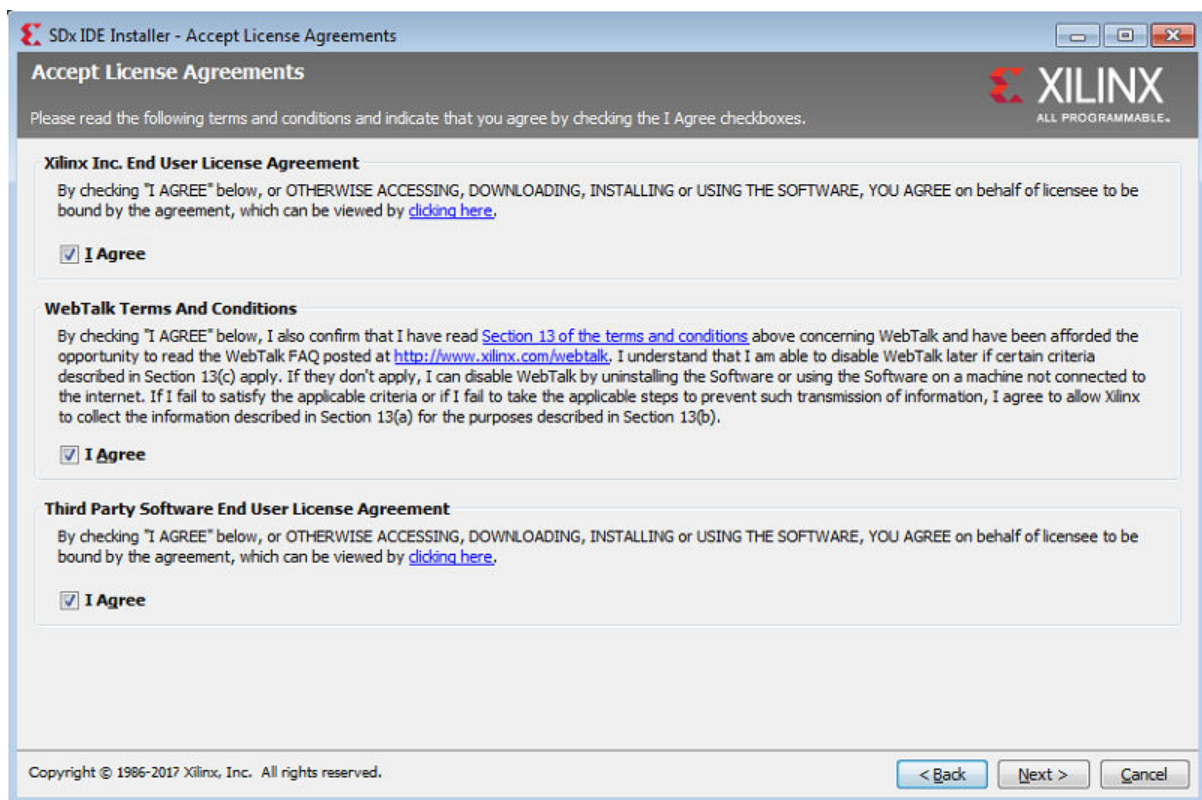 SDx IDE Installer - Accept License Agreements
Accept License Agreements
XILINX
ALL PROGRAMMABLE™
Please read the following terms and conditions and indicate that you agree by checking the I Agree checkboxes.
Xilinx Inc. End User License Agreement
By checking "I AGREE" below, or OTHERWISE ACCESSING, DOWNLOADING, INSTALLING or USING THE SOFTWARE, YOU AGREE on behalf of licensee to be
bound by the agreement, which can be viewed by clicking here.
I Agree
WebTalk Terms And Conditions
By checking "I AGREE" below, I also confirm that I have read Section 13 of the terms and conditions above concerning WebTalk and have been afforded the
opportunity to read the WebTalk FAQ posted at http://www.xilinx.com/webtalk. I understand that I am able to disable WebTalk later if certain criteria
described in Section 13(c) apply. If they don't apply, I can disable WebTalk by uninstalling the Software or using the Software on a machine not connected to
the internet. If I fail to satisfy the applicable criteria or if I fail to take the applicable steps to prevent such transmission of information, I agree to allow Xilinx
to collect the information described in Section 13(a) for the purposes described in Section 13(b).
I Agree
Third Party Software End User License Agreement
By checking "I AGREE" below, or OTHERWISE ACCESSING, DOWNLOADING, INSTALLING or USING THE SOFTWARE, YOU AGREE on behalf of licensee to be
bound by the agreement, which can be viewed by clicking here.
I Agree
Copyright © 1986-2017 Xilinx, Inc. All rights reserved.
< Back
Next >
Cancel